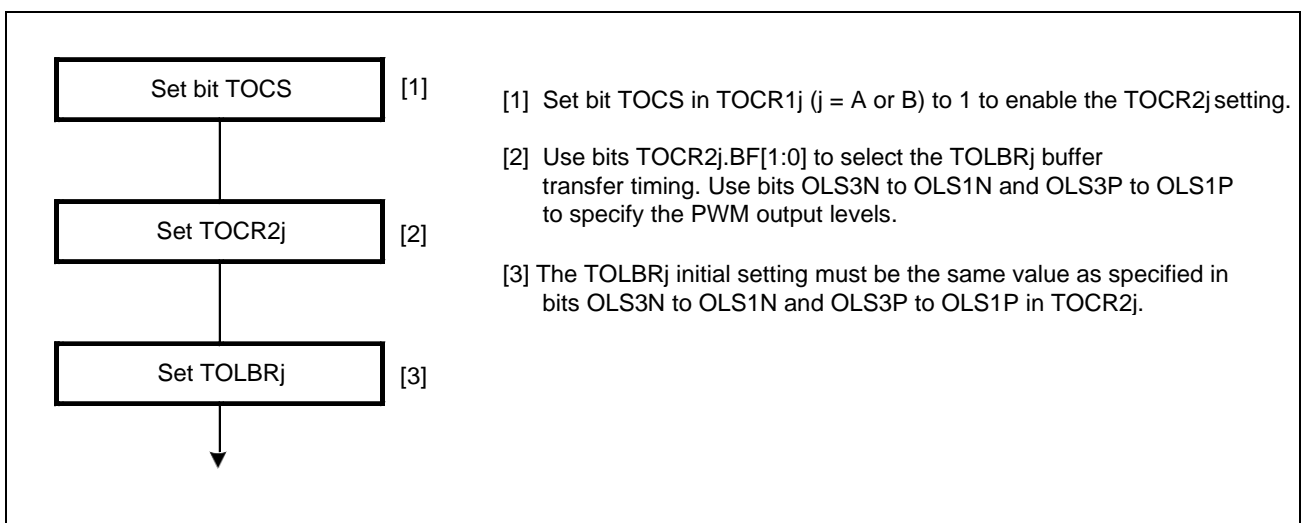 Set bit TOCS
[1]
Set TOCR2j
[2]
Set TOLBRj
[3]
[1] Set bit TOCS in TOCR1j (j = A or B) to 1 to enable the TOCR2j setting.
[2] Use bits TOCR2j.BF[1:0] to select the TOLBRj buffer
transfer timing. Use bits OLS3N to OLS1N and OLS3P to OLS1P
to specify the PWM output levels.
[3] The TOLBRj initial setting must be the same value as specified in
bits OLS3N to OLS1N and OLS3P to OLS1P in TOCR2j.